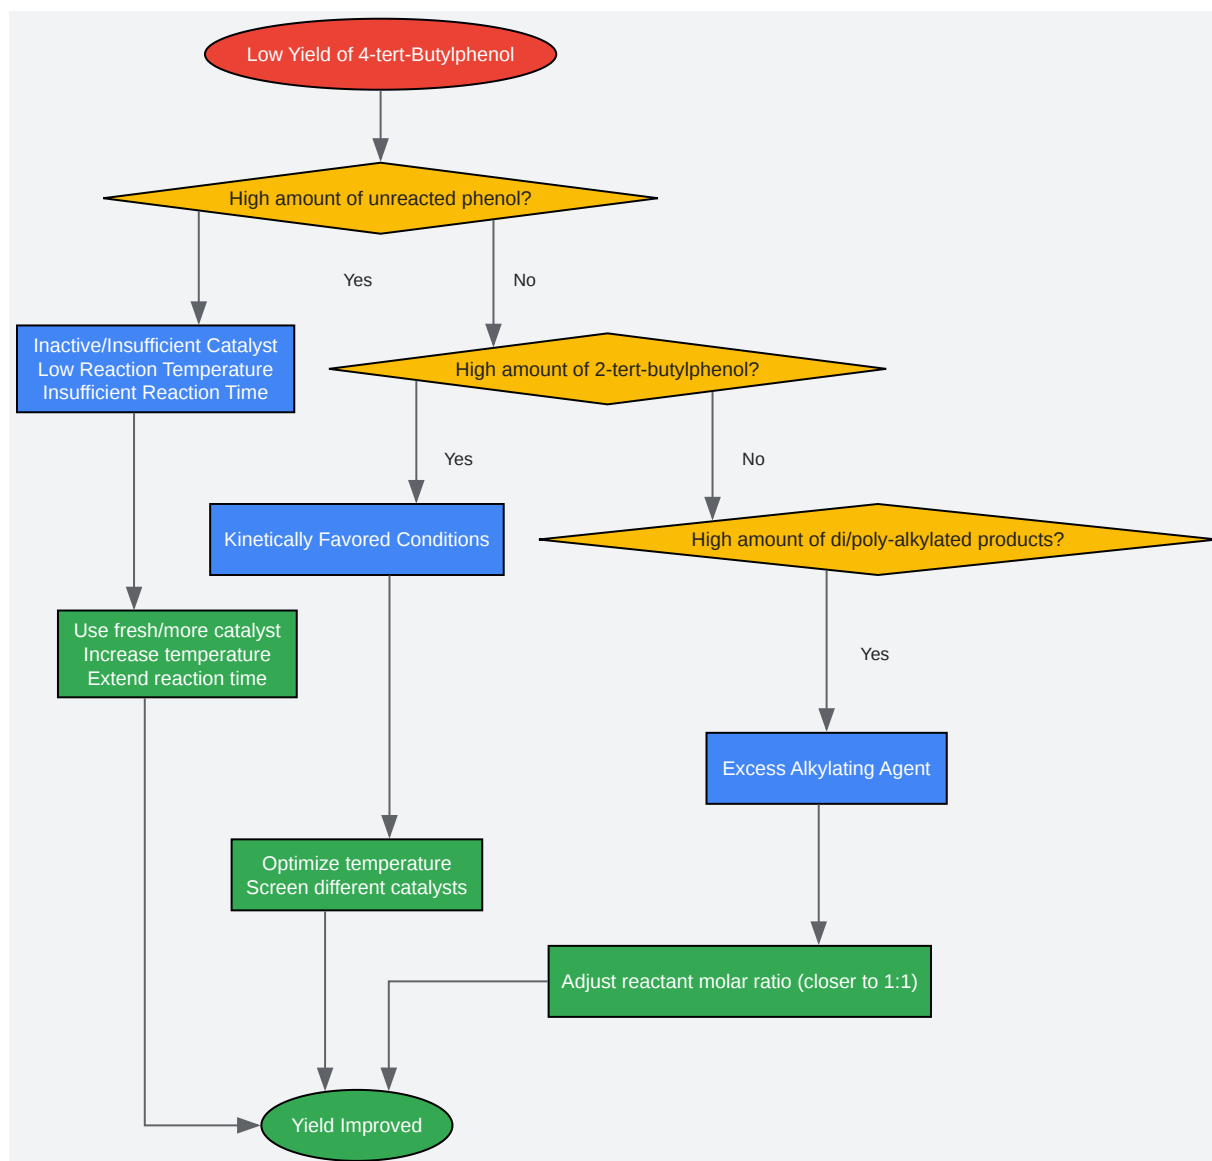 Low Yield of 4-tert-Butylphenol
High amount of unreacted phenol?
Yes
No
Inactive/Insufficient Catalyst
Low Reaction Temperature
Insufficient Reaction Time
High amount of 2-tert-butylphenol?
Yes
No
Kinetically Favored Conditions
High amount of di/poly-alkylated products?
Use fresh/more catalyst
Increase temperature
Extend reaction time
Yes
Excess Alkylating Agent
Optimize temperature
Screen different catalysts
Adjust reactant molar ratio (closer to 1:1)
Yield Improved